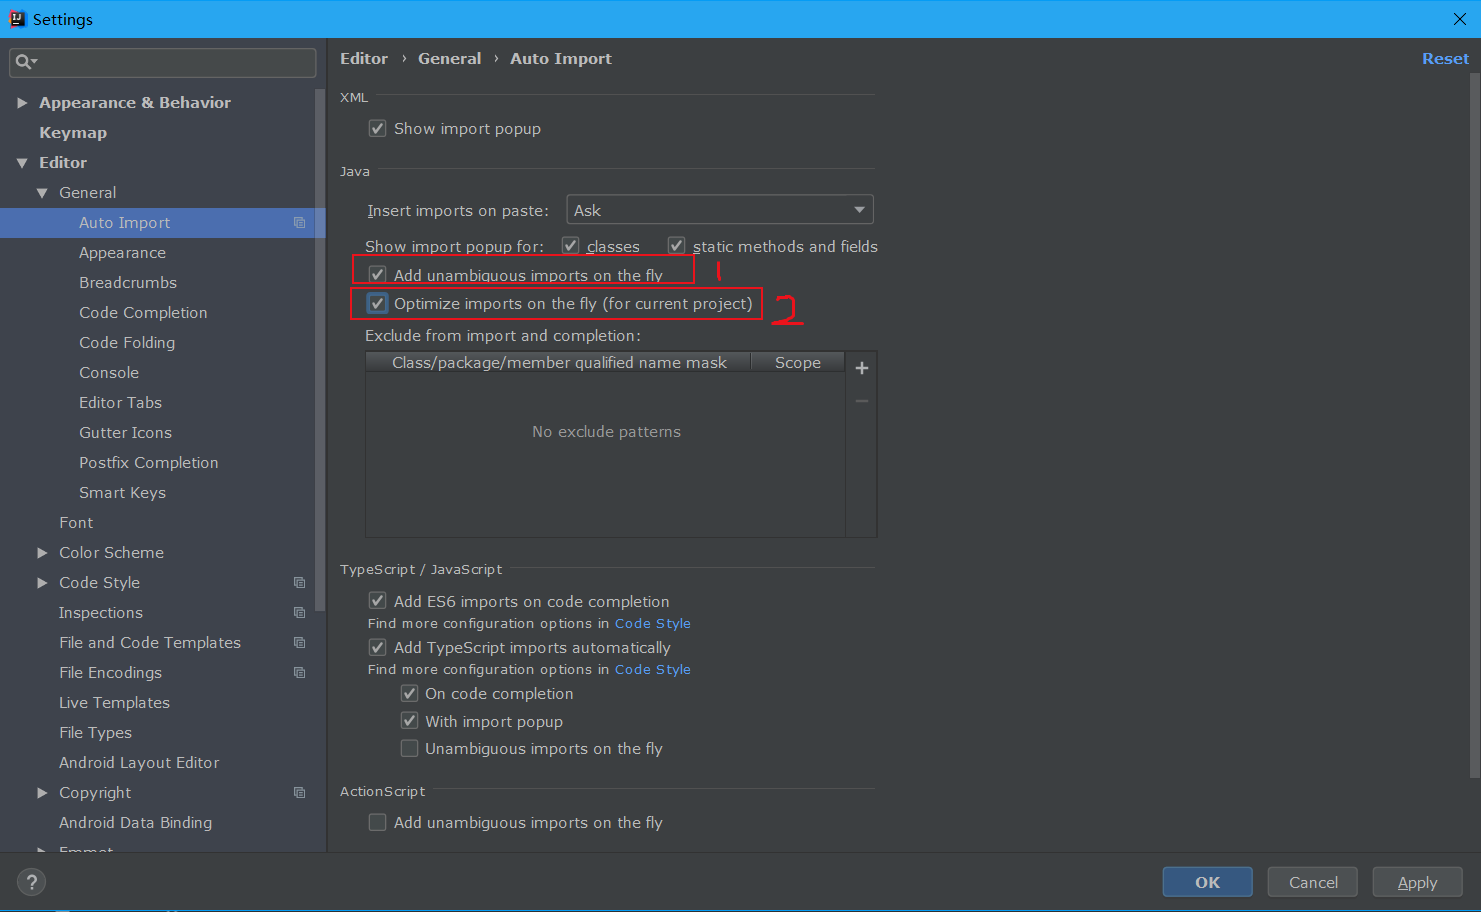 Settings
Editor › General › Auto Import
Reset
Appearance & Behavior
Keymap
Editor
General
Auto Import
Appearance
Breadcrumbs
Code Completion
Code Folding
Console
Editor Tabs
Gutter Icons
Postfix Completion
Smart Keys
Font
Color Scheme
Code Style
Inspections
File and Code Templates
File Encodings
Live Templates
File Types
Android Layout Editor
Copyright
Android Data Binding
Emmet
XML
Show import popup
Java
Insert imports on paste: Ask
Show import popup for: classes static methods and fields
Add unambiguous imports on the fly 1
Optimize imports on the fly (for current project) 2
Exclude from import and completion:
Class/package/member qualified name mask Scope
No exclude patterns
TypeScript / JavaScript
Add ES6 imports on code completion
Find more configuration options in Code Style
Add TypeScript imports automatically
Find more configuration options in Code Style
On code completion
With import popup
Unambiguous imports on the fly
ActionScript
Add unambiguous imports on the fly
? OK Cancel Apply